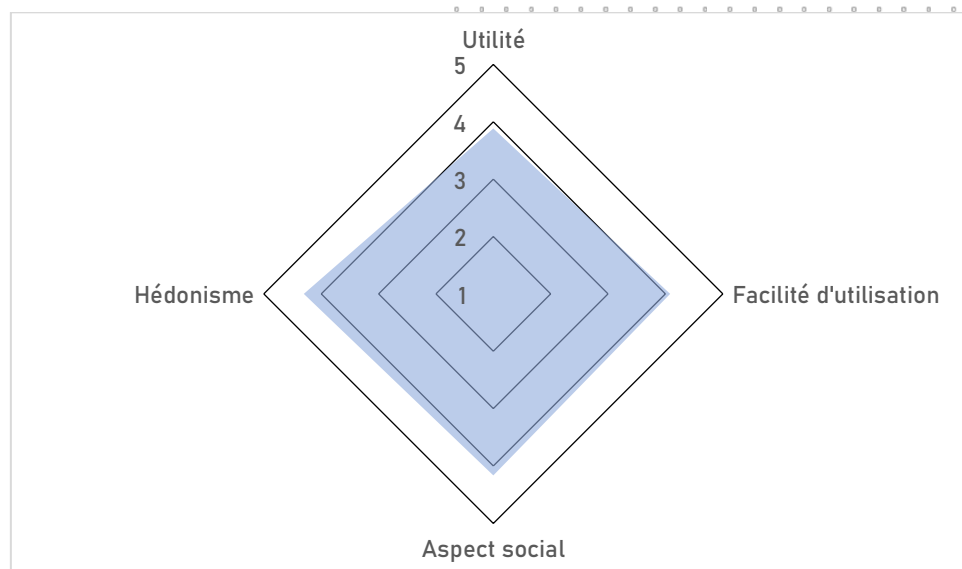 Utilité
5
4
3
2
1
Hédonisme
Facilité d'utilisation
Aspect social